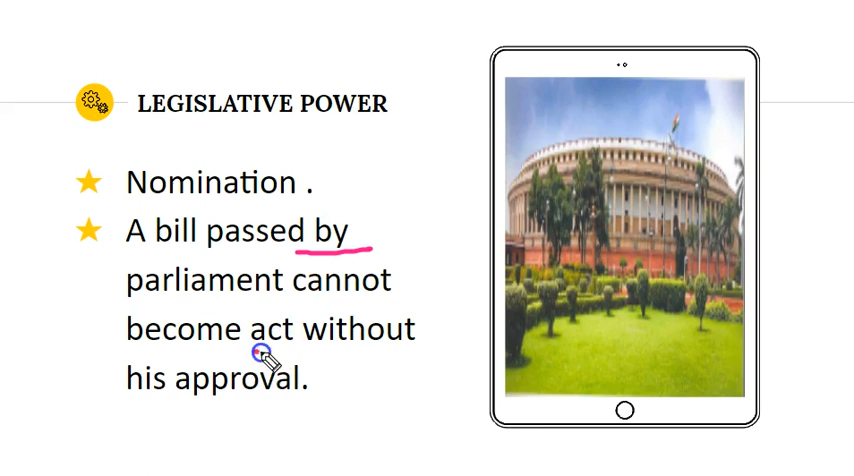 LEGISLATIVE POWER
Nomination .
A bill passed by
parliament cannot
become act without
his approval.